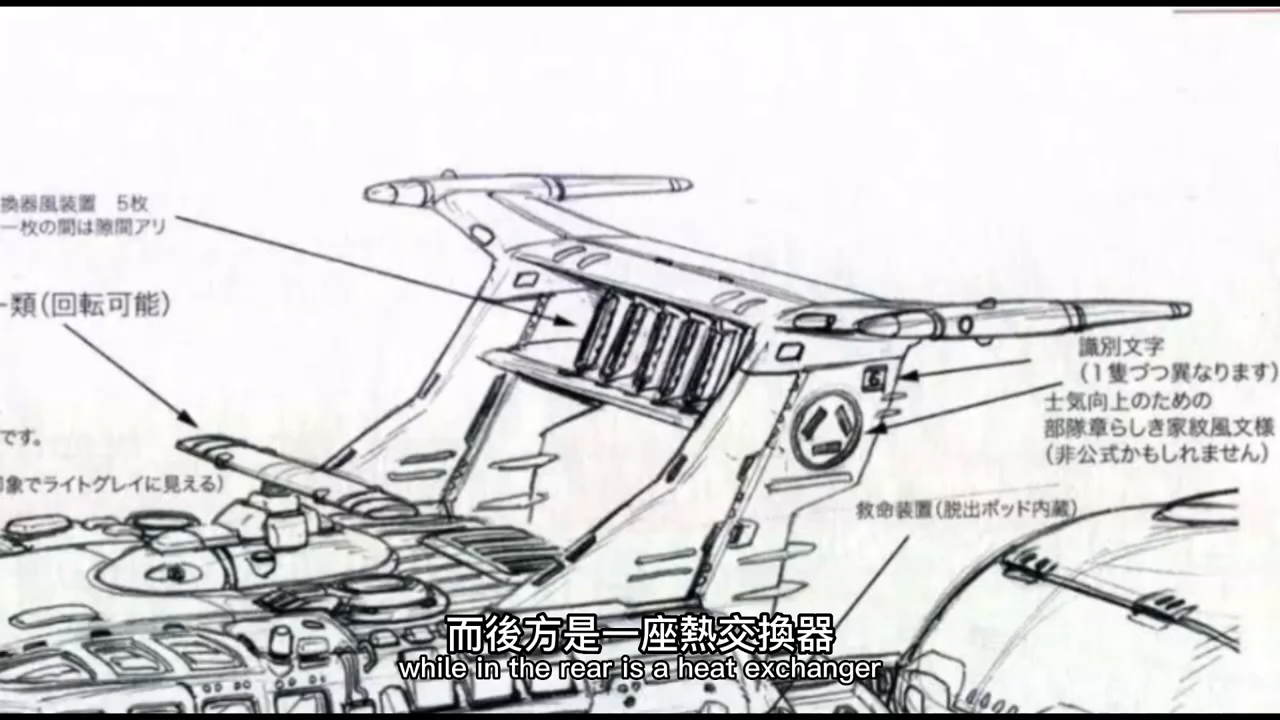 換器風装置 5枚
一枚の間は隙間アリ
ー類(回転可能)
です。
象でライトグレイに見える)
識別文字
(1隻づつ異なります)
士気向上のための
部隊章らしき家紋風文様
(非公式かもしれません)
救命装置(脱出ポッド内蔵)
6
而後方是一座熱交換器
while in the rear is a heat exchanger